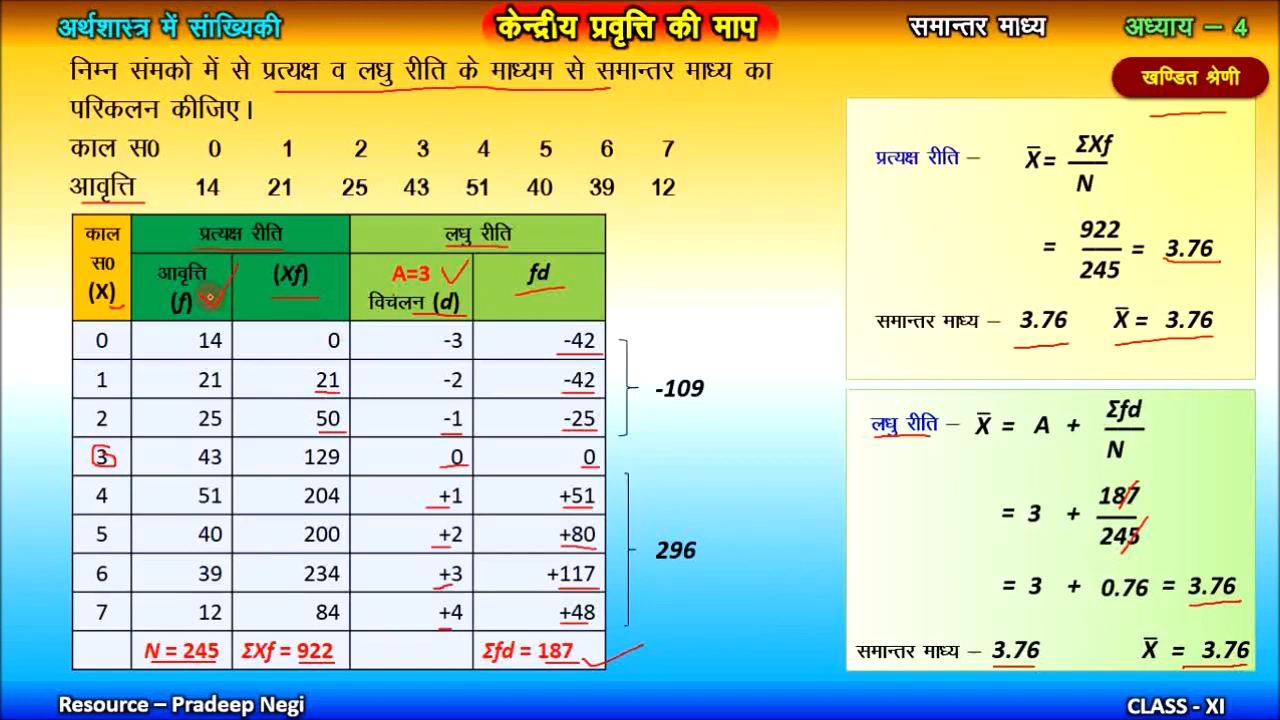 अर्थशास्त्र में सांख्यिकी
केन्द्रीय प्रवृत्ति की माप
समान्तर माध्य
अध्याय – 4
खण्डित श्रेणी
निम्न संमको में से प्रत्यक्ष व लधु रीति के माध्यम से समान्तर माध्य का
परिकलन कीजिए।
काल स0 0 1 2 3 4 5 6 7
आवृत्ति 14 21 25 43 51 40 39 12
काल स0 (X) प्रत्यक्ष रीति लधु रीति
आवृत्ति (f) (Xf) A=3 विचलन (d) fd
0 14 0 -3 -42
1 21 21 -2 -42
2 25 50 -1 -25
3 43 129 0 0
4 51 204 +1 +51
5 40 200 +2 +80
6 39 234 +3 +117
7 12 84 +4 +48
N = 245 ΣXf = 922 Σfd = 187
-109
296
प्रत्यक्ष रीति – X̄ = ΣXf / N
= 922 / 245 = 3.76
समान्तर माध्य – 3.76 X̄ = 3.76
लधु रीति – X̄ = A + Σfd / N
= 3 + 187 / 245
= 3 + 0.76 = 3.76
समान्तर माध्य – 3.76 X̄ = 3.76
Resource – Pradeep Negi
CLASS - XI